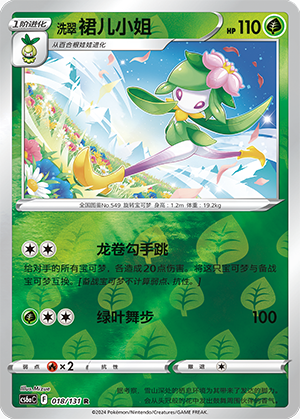 1阶进化
洗翠 裙儿小姐
HP 110
从百合根娃娃进化
全国图鉴No.549 旋转宝可梦 身高：1.2m 体重：19.2kg
龙卷勾手跳
给对手的所有宝可梦，各造成20点伤害。将这只宝可梦与备战
宝可梦互换。[备战宝可梦不计算弱点、抗性。]
绿叶舞步 100
弱点 ×2 抗性 撤退
CS6aC G 018/131 R
©2024 Pokémon/Nintendo/Creatures/GAME FREAK.